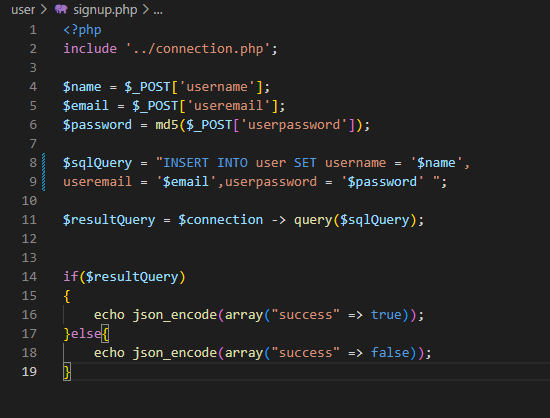 user > signup.php > ...
1 <?php
2 include '../connection.php';
3
4 $name = $_POST['username'];
5 $email = $_POST['useremail'];
6 $password = md5($_POST['userpassword']);
7
8 $sqlQuery = "INSERT INTO user SET username = '$name',
9 useremail = '$email',userpassword = '$password' ";
10
11 $resultQuery = $connection -> query($sqlQuery);
12
13
14 if($resultQuery)
15 {
16     echo json_encode(array("success" => true));
17 }else{
18     echo json_encode(array("success" => false));
19 }